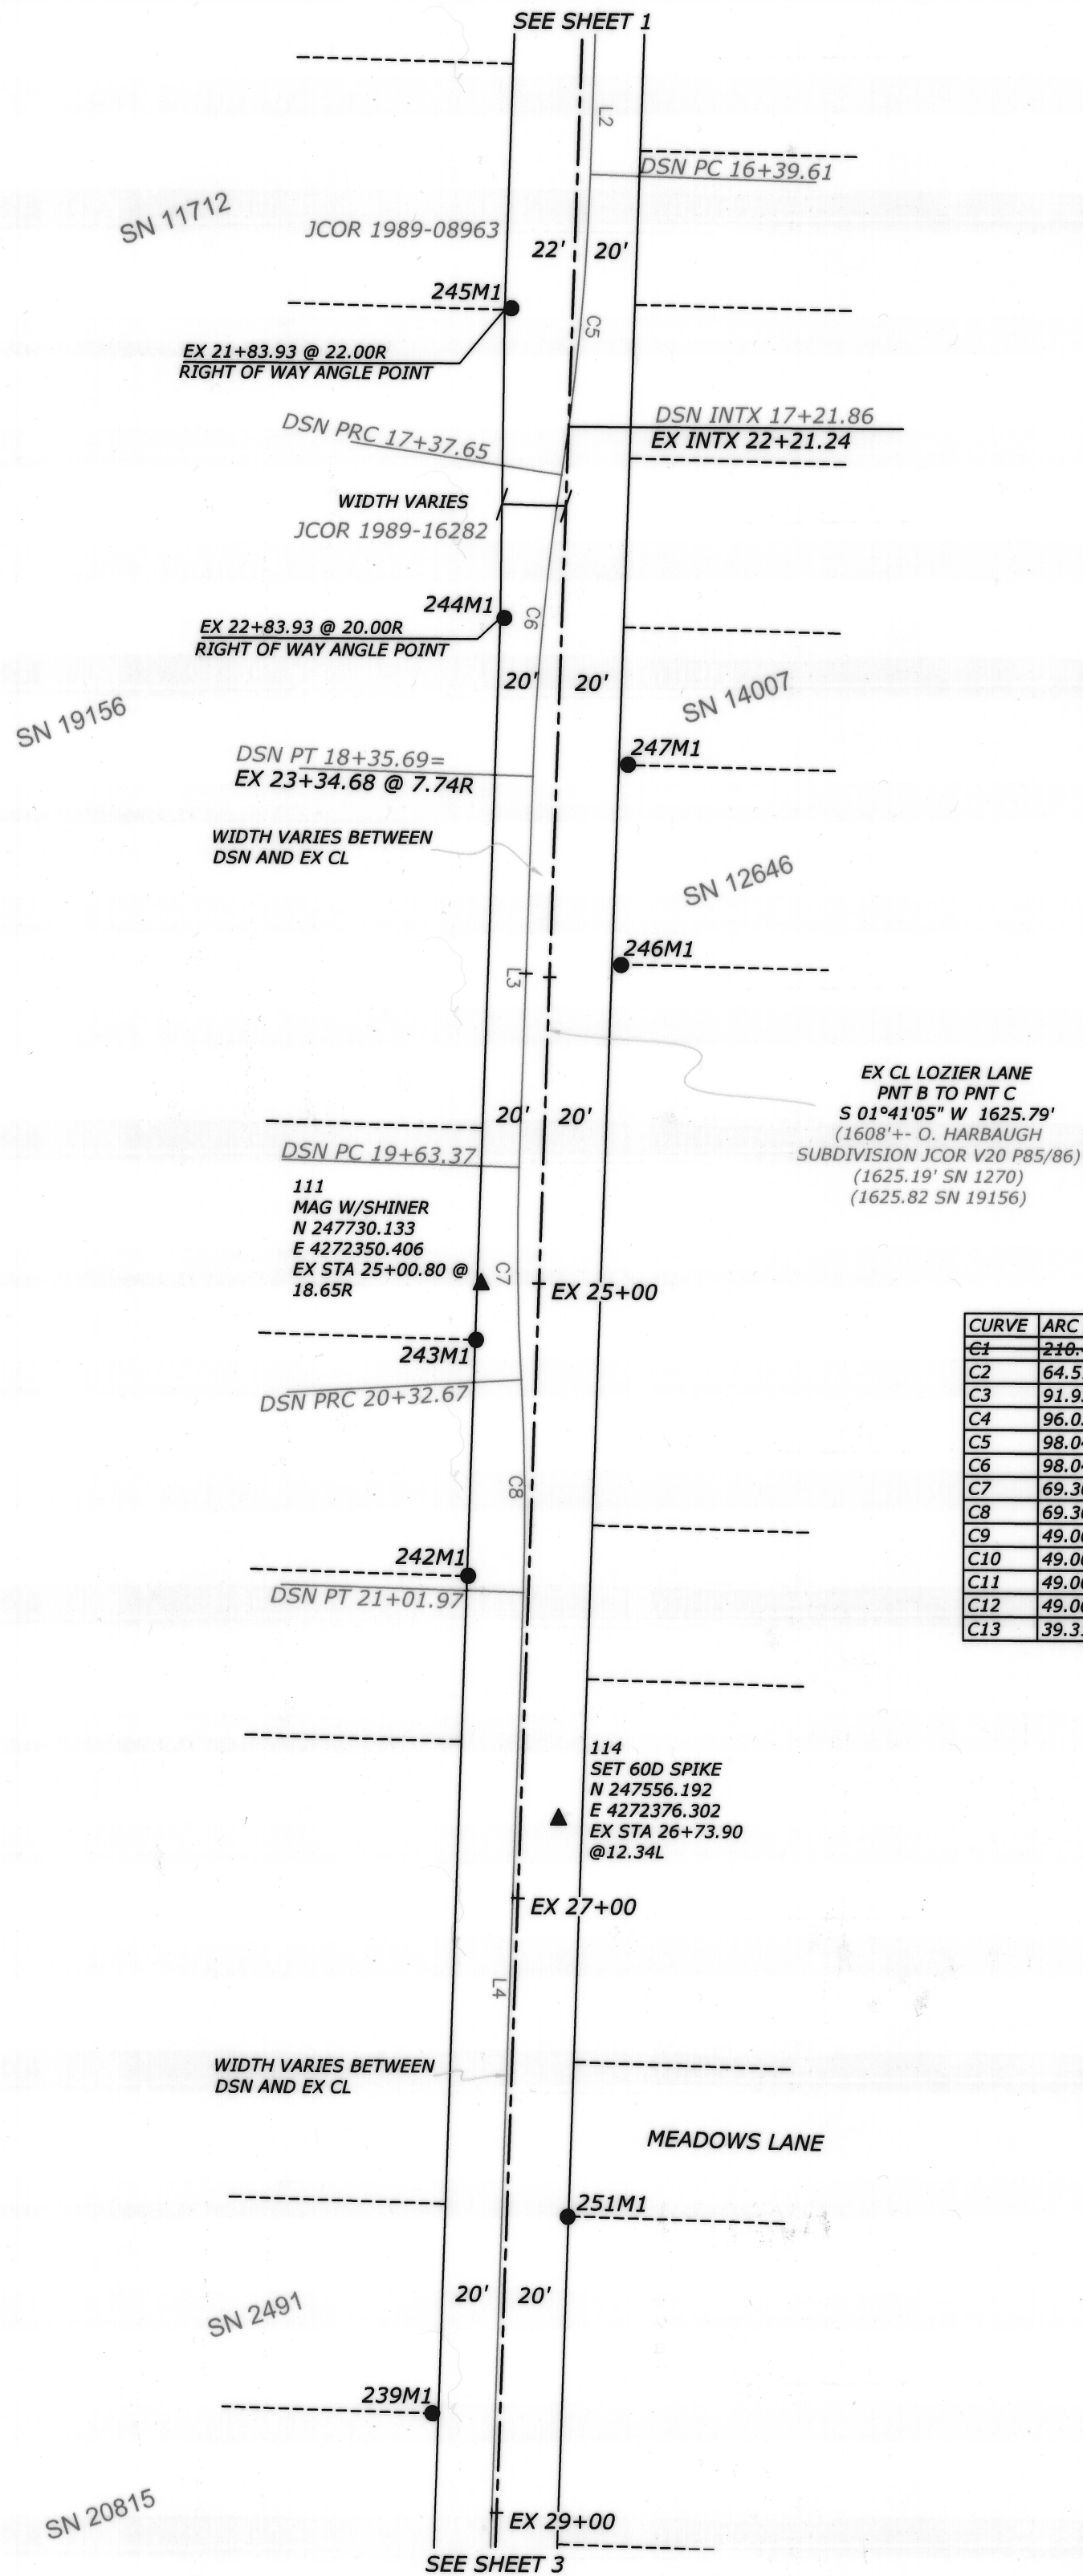 SEE SHEET 1
L2
DSN PC 16+39.61
SN 11712
JCOR 1989-08963
22' 20'
245M1
C5
EX 21+83.93 @ 22.00R
RIGHT OF WAY ANGLE POINT
DSN INTX 17+21.86
EX INTX 22+21.24
DSN PRC 17+37.65
WIDTH VARIES
JCOR 1989-16282
244M1
C6
EX 22+83.93 @ 20.00R
RIGHT OF WAY ANGLE POINT
20' 20'
SN 14007
SN 19156
247M1
DSN PT 18+35.69=
EX 23+34.68 @ 7.74R
WIDTH VARIES BETWEEN
DSN AND EX CL
SN 12646
246M1
L3
EX CL LOZIER LANE
PNT B TO PNT C
S 01°41'05" W 1625.79'
(1608'+- O. HARBAUGH
SUBDIVISION JCOR V20 P85/86)
(1625.19' SN 1270)
(1625.82 SN 19156)
20' 20'
DSN PC 19+63.37
111
MAG W/SHINER
N 247730.133
E 4272350.406
EX STA 25+00.80 @
18.65R
C7
EX 25+00
243M1
DSN PRC 20+32.67
CURVE ARC
C1
C2
C3
C4
C5 98.04
C6 98.04
C7 69.30
C8 69.30
C9
C10
C11
C12
C13
C8
242M1
DSN PT 21+01.97
114
SET 60D SPIKE
N 247556.192
E 4272376.302
EX STA 26+73.90
@12.34L
EX 27+00
L4
WIDTH VARIES BETWEEN
DSN AND EX CL
MEADOWS LANE
251M1
20' 20'
SN 2491
239M1
SN 20815
EX 29+00
SEE SHEET 3